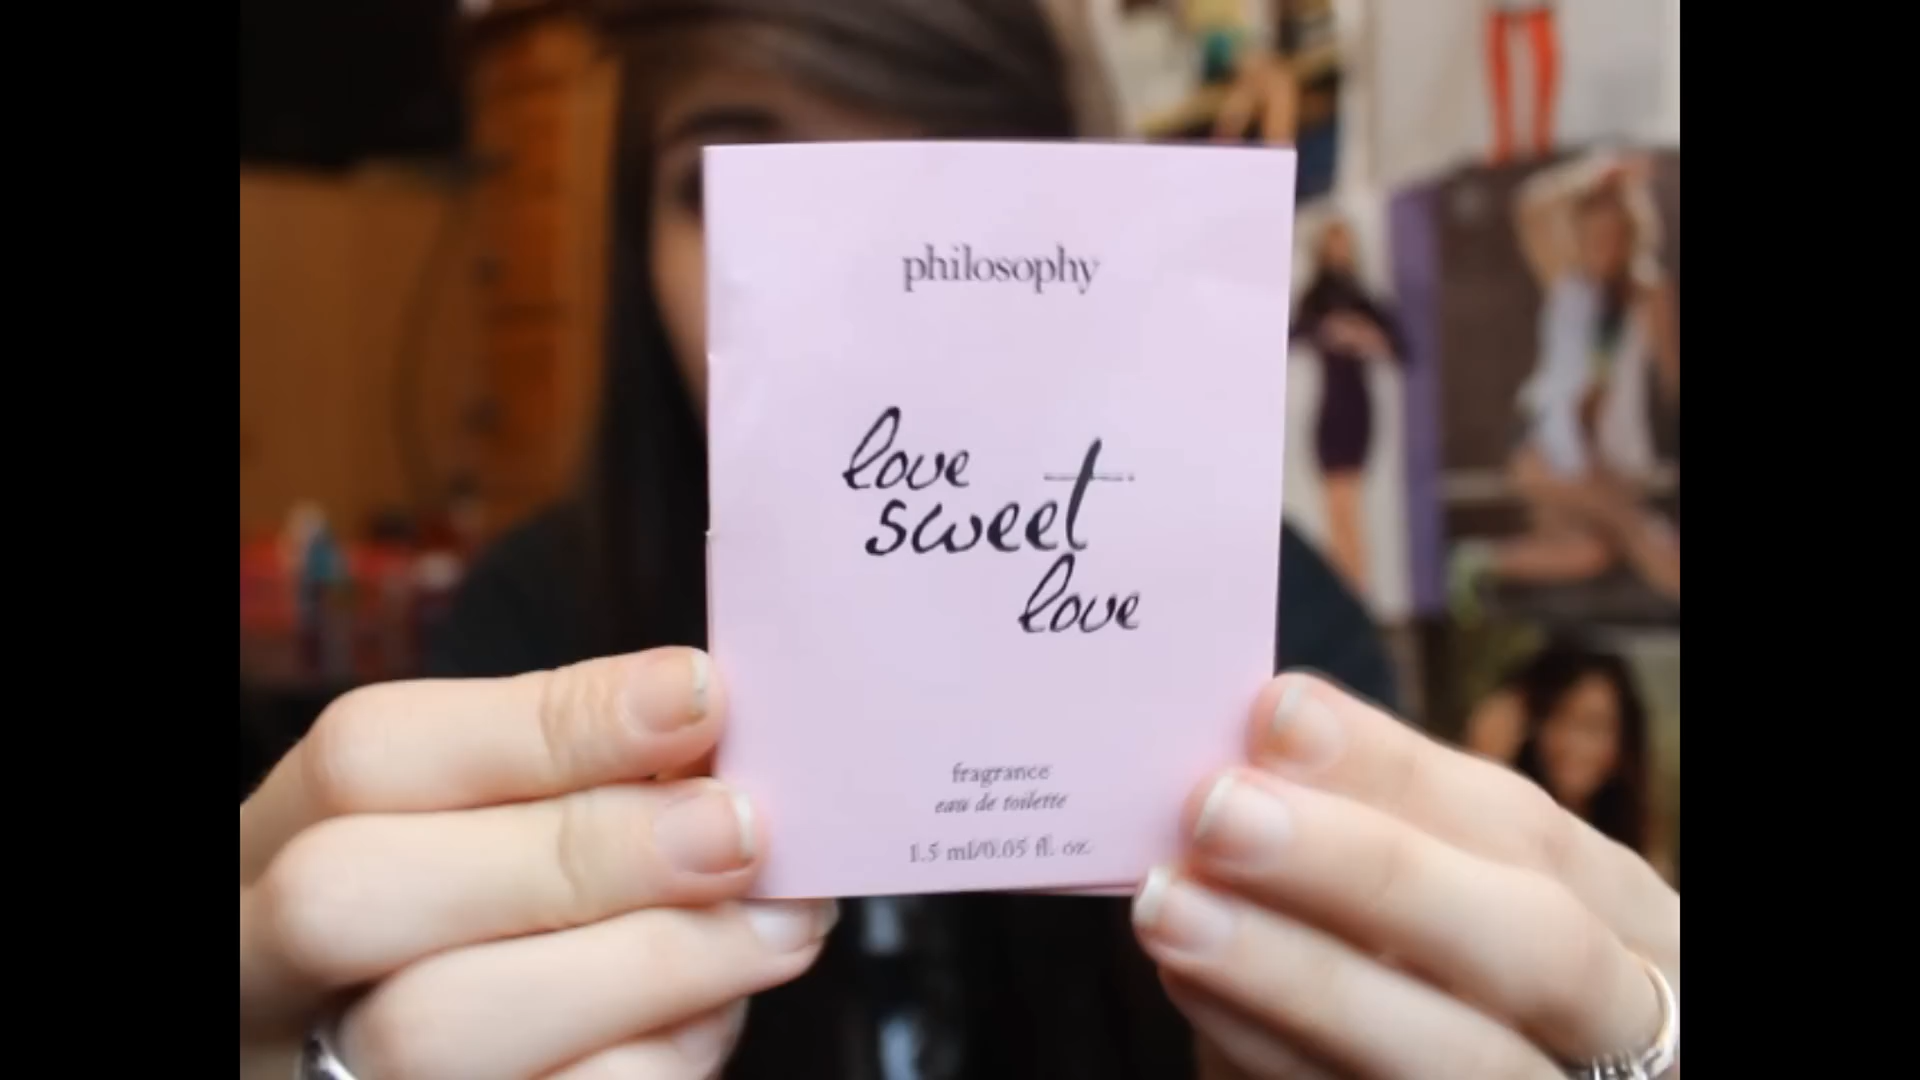 philosophy
love
sweet
love
fragrance
eau de toilette
1.5 ml/0.05 fl. oz.